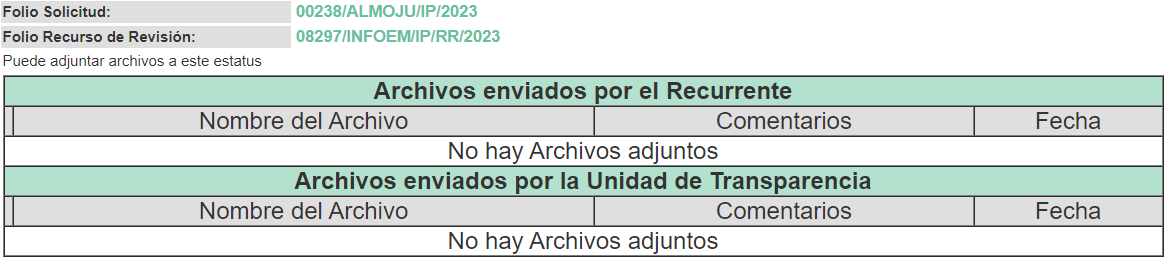 Folio Solicitud: 00238/ALMOJU/IP/2023
Folio Recurso de Revisión: 08297/INFOEM/IP/RR/2023
Puede adjuntar archivos a este estatus
Archivos enviados por el Recurrente
Nombre del Archivo Comentarios Fecha
No hay Archivos adjuntos
Archivos enviados por la Unidad de Transparencia
Nombre del Archivo Comentarios Fecha
No hay Archivos adjuntos